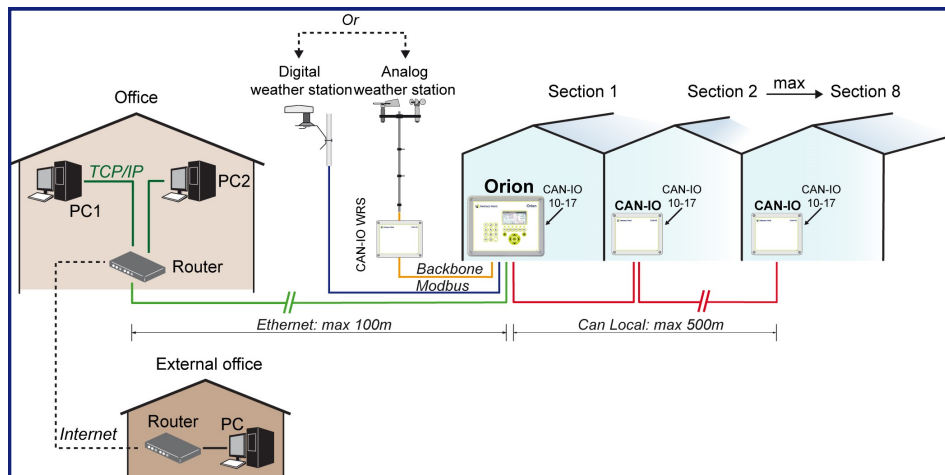 Or
Digital
weather station
Analog
weather station
Section 1
Section 2
max
Section 8
Office
TCP/IP
PC1
PC2
Router
CAN-IO WRS
Orion
CAN-IO
10-17
CAN-IO
CAN-IO
10-17
CAN-IO
CAN-IO
10-17
Orion
Backbone
Modbus
Ethernet: max 100m
Can Local: max 500m
External office
Internet
Router
PC